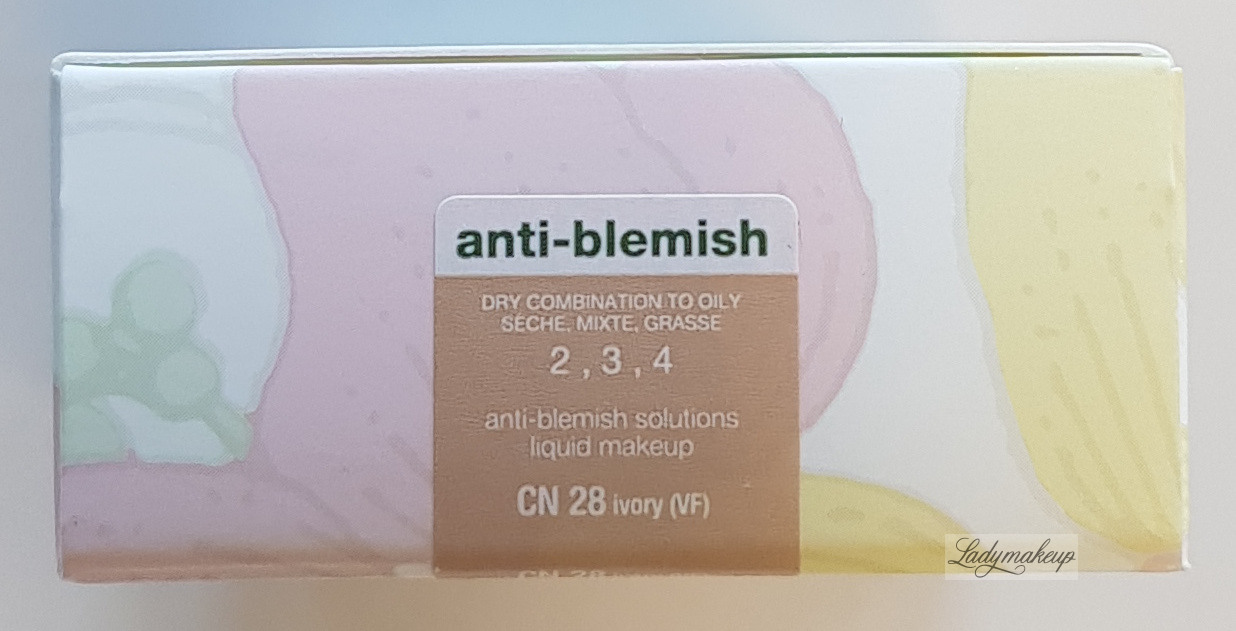 anti-blemish
DRY COMBINATION TO OILY
SÈCHE, MIXTE, GRASSE
2 , 3 , 4
anti-blemish solutions
liquid makeup
CN 28 ivory (VF)
Ladymakeup